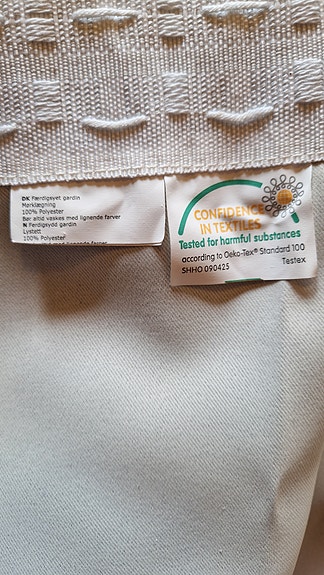 DK Færdigsyet gardin
Mørklægning
100% Polyester
Bør altid vaskes med lignende farver
N Ferdigsydd gardin
Lystett
100% Polyester
CONFIDENCE
IN TEXTILES
Tested for harmful substances
according to Oeko-Tex® Standard 100
SHHO 090425 Testex